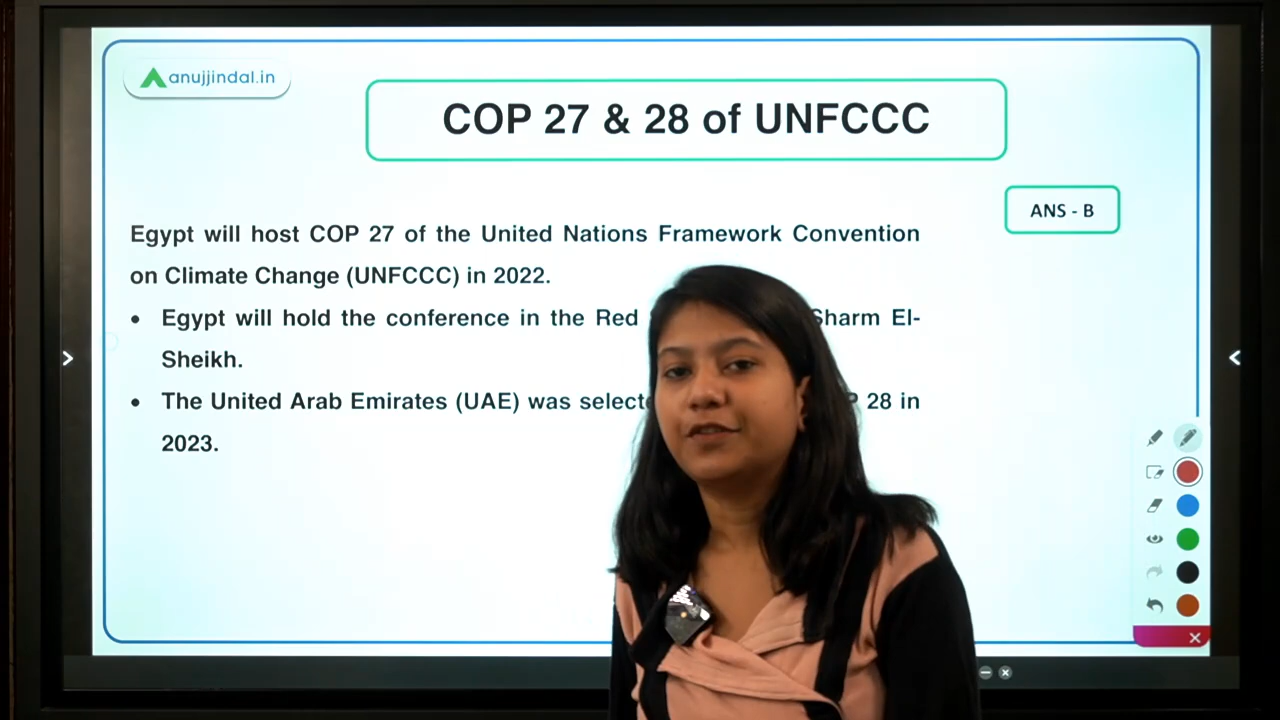 anujjindal.in
COP 27 & 28 of UNFCCC
ANS - B
Egypt will host COP 27 of the United Nations Framework Convention
on Climate Change (UNFCCC) in 2022.
• Egypt will hold the conference in the Red Sharm El-
Sheikh.
• The United Arab Emirates (UAE) was 28 in
2023.